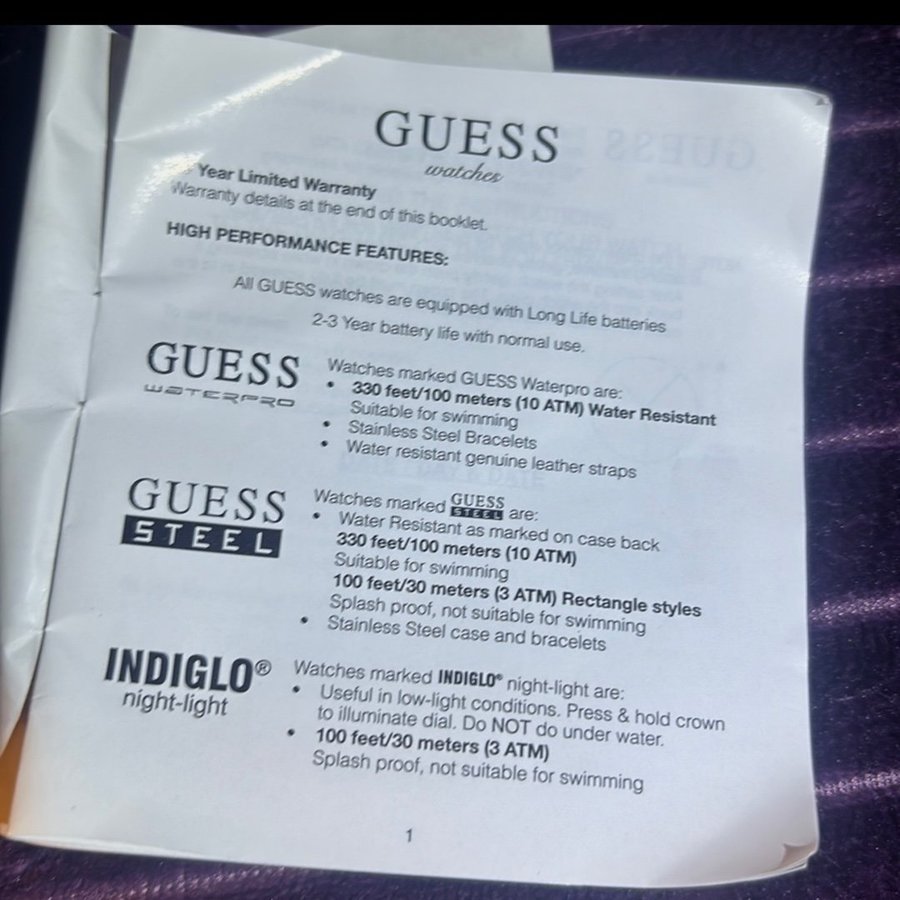 GUESS
watches
Year Limited Warranty
Warranty details at the end of this booklet.
HIGH PERFORMANCE FEATURES:
All GUESS watches are equipped with Long Life batteries
2-3 Year battery life with normal use.
GUESS
WATERPRO
Watches marked GUESS Waterpro are:
• 330 feet/100 meters (10 ATM) Water Resistant
Suitable for swimming
• Stainless Steel Bracelets
• Water resistant genuine leather straps
GUESS
STEEL
Watches marked GUESS STEEL are:
• Water Resistant as marked on case back
330 feet/100 meters (10 ATM)
Suitable for swimming
100 feet/30 meters (3 ATM) Rectangle styles
Splash proof, not suitable for swimming
• Stainless Steel case and bracelets
INDIGLO®
night-light
Watches marked INDIGLO® night-light are:
• Useful in low-light conditions. Press & hold crown
to illuminate dial. Do NOT do under water.
• 100 feet/30 meters (3 ATM)
Splash proof, not suitable for swimming
1